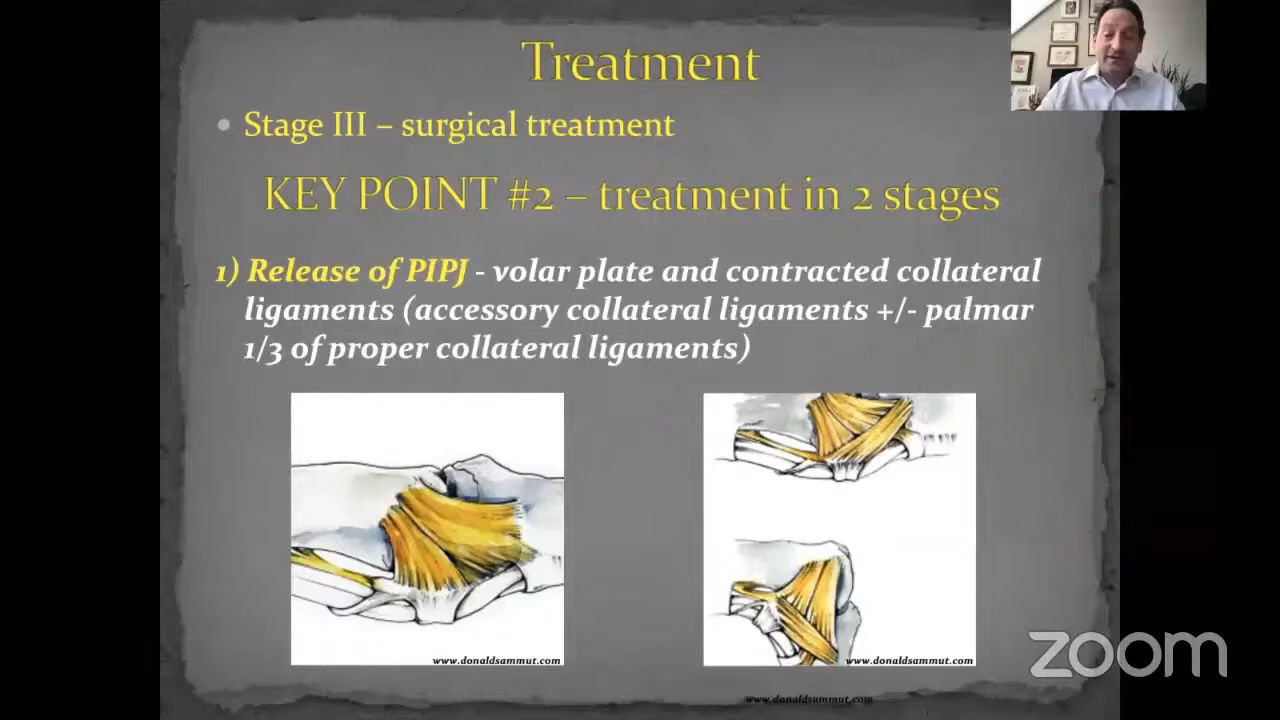 Treatment
Stage III – surgical treatment
KEY POINT #2 – treatment in 2 stages
1) Release of PIPJ - volar plate and contracted collateral
ligaments (accessory collateral ligaments +/- palmar
1/3 of proper collateral ligaments)
www.donaldsammut.com
www.donaldsammut.com
www.donaldsammut.com
zoom